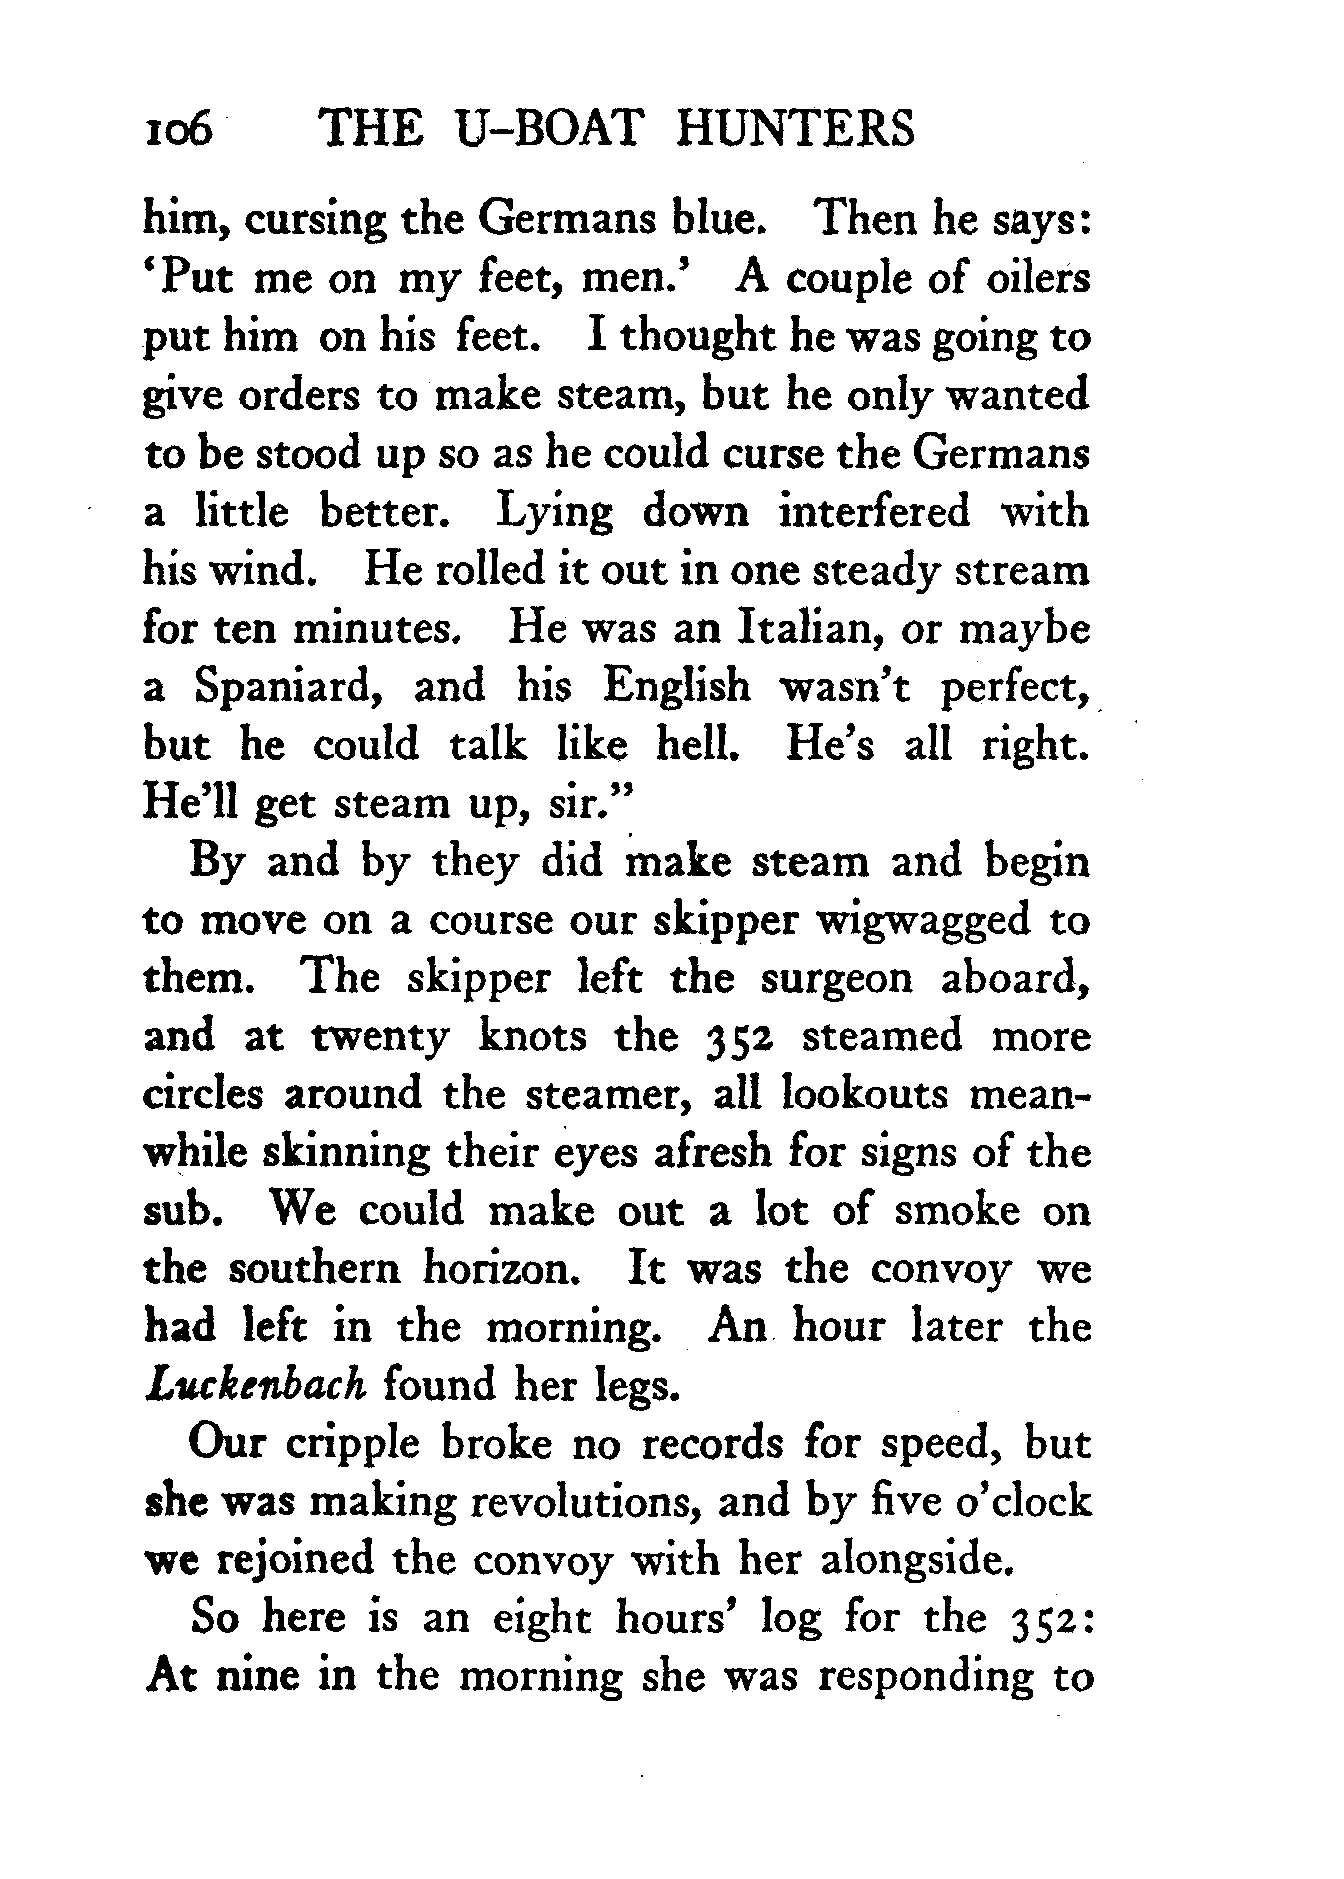 106 THE U-BOAT HUNTERS
him, cursing the Germans blue. Then he says:
‘Put me on my feet, men.’ A couple of oilers
put him on his feet. I thought he was going to
give orders to make steam, but he only wanted
to be stood up so as he could curse the Germans
a little better. Lying down interfered with
his wind. He rolled it out in one steady stream
for ten minutes. He was an Italian, or maybe
a Spaniard, and his English wasn’t perfect,
but he could talk like hell. He’s all right.
He’ll get steam up, sir.”
By and by they did make steam and begin
to move on a course our skipper wigwagged to
them. The skipper left the surgeon aboard,
and at twenty knots the 352 steamed more
circles around the steamer, all lookouts mean-
while skinning their eyes afresh for signs of the
sub. We could make out a lot of smoke on
the southern horizon. It was the convoy we
had left in the morning. An hour later the
Luckenbach found her legs.
Our cripple broke no records for speed, but
she was making revolutions, and by five o’clock
we rejoined the convoy with her alongside.
So here is an eight hours’ log for the 352:
At nine in the morning she was responding to